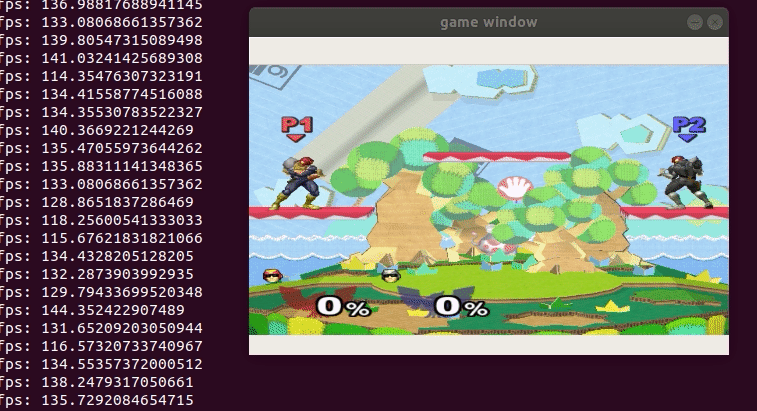 fps: 136.98817688941145
fps: 133.08068661357362
fps: 139.80547315089498
fps: 141.03241425689308
fps: 114.35476307323191
fps: 134.41558774516088
fps: 134.35530783522327
fps: 140.3669221244269
fps: 135.47055973644262
fps: 135.88311141348365
fps: 133.08068661357362
fps: 128.8651837286469
fps: 118.25600541333033
fps: 115.67621831821066
fps: 134.4328205128205
fps: 132.2873903992935
fps: 129.79433699520348
fps: 144.352422907489
fps: 131.65209203050944
fps: 116.57320733740967
fps: 134.55357372000512
fps: 138.2479317050661
fps: 135.7292084654715
game window
P1
P2
0%
0%